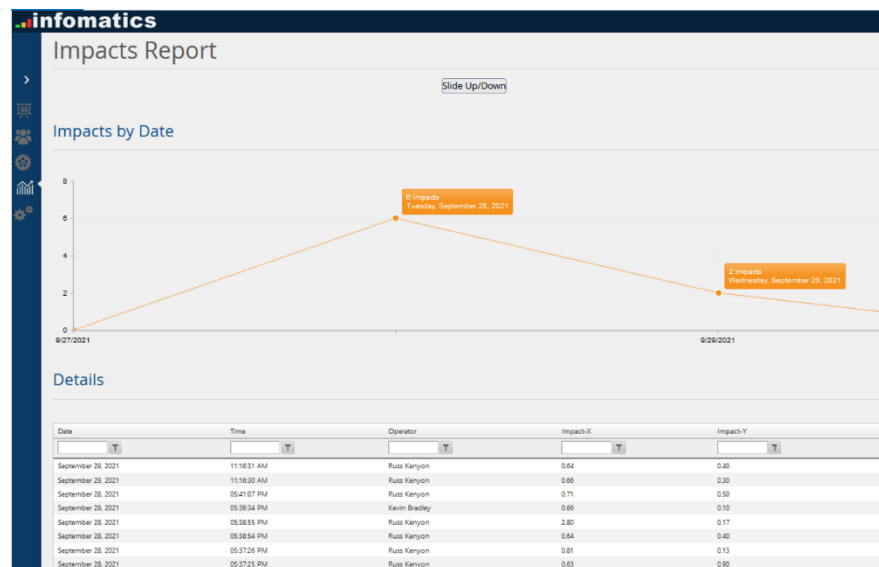 infomatics
Impacts Report
Slide Up/Down
Impacts by Date
8
6 Impacts
Tuesday, September 28, 2021
6
4
2 Impacts
Wednesday, September 29, 2021
2
0
9/27/2021 9/29/2021
Details
Date Time Operator Impact-X Impact-Y
September 29, 2021 11:16:31 AM Russ Kenyon 0.64 0.40
September 29, 2021 11:16:30 AM Russ Kenyon 0.66 0.30
September 28, 2021 05:41:07 PM Russ Kenyon 0.71 0.50
September 28, 2021 05:39:34 PM Kevin Bradley 0.66 0.10
September 28, 2021 05:38:55 PM Russ Kenyon 2.80 0.17
September 28, 2021 05:38:54 PM Russ Kenyon 0.64 0.40
September 28, 2021 05:37:26 PM Russ Kenyon 0.81 0.13
September 28, 2021 05:37:25 PM Russ Kenyon 0.63 0.90